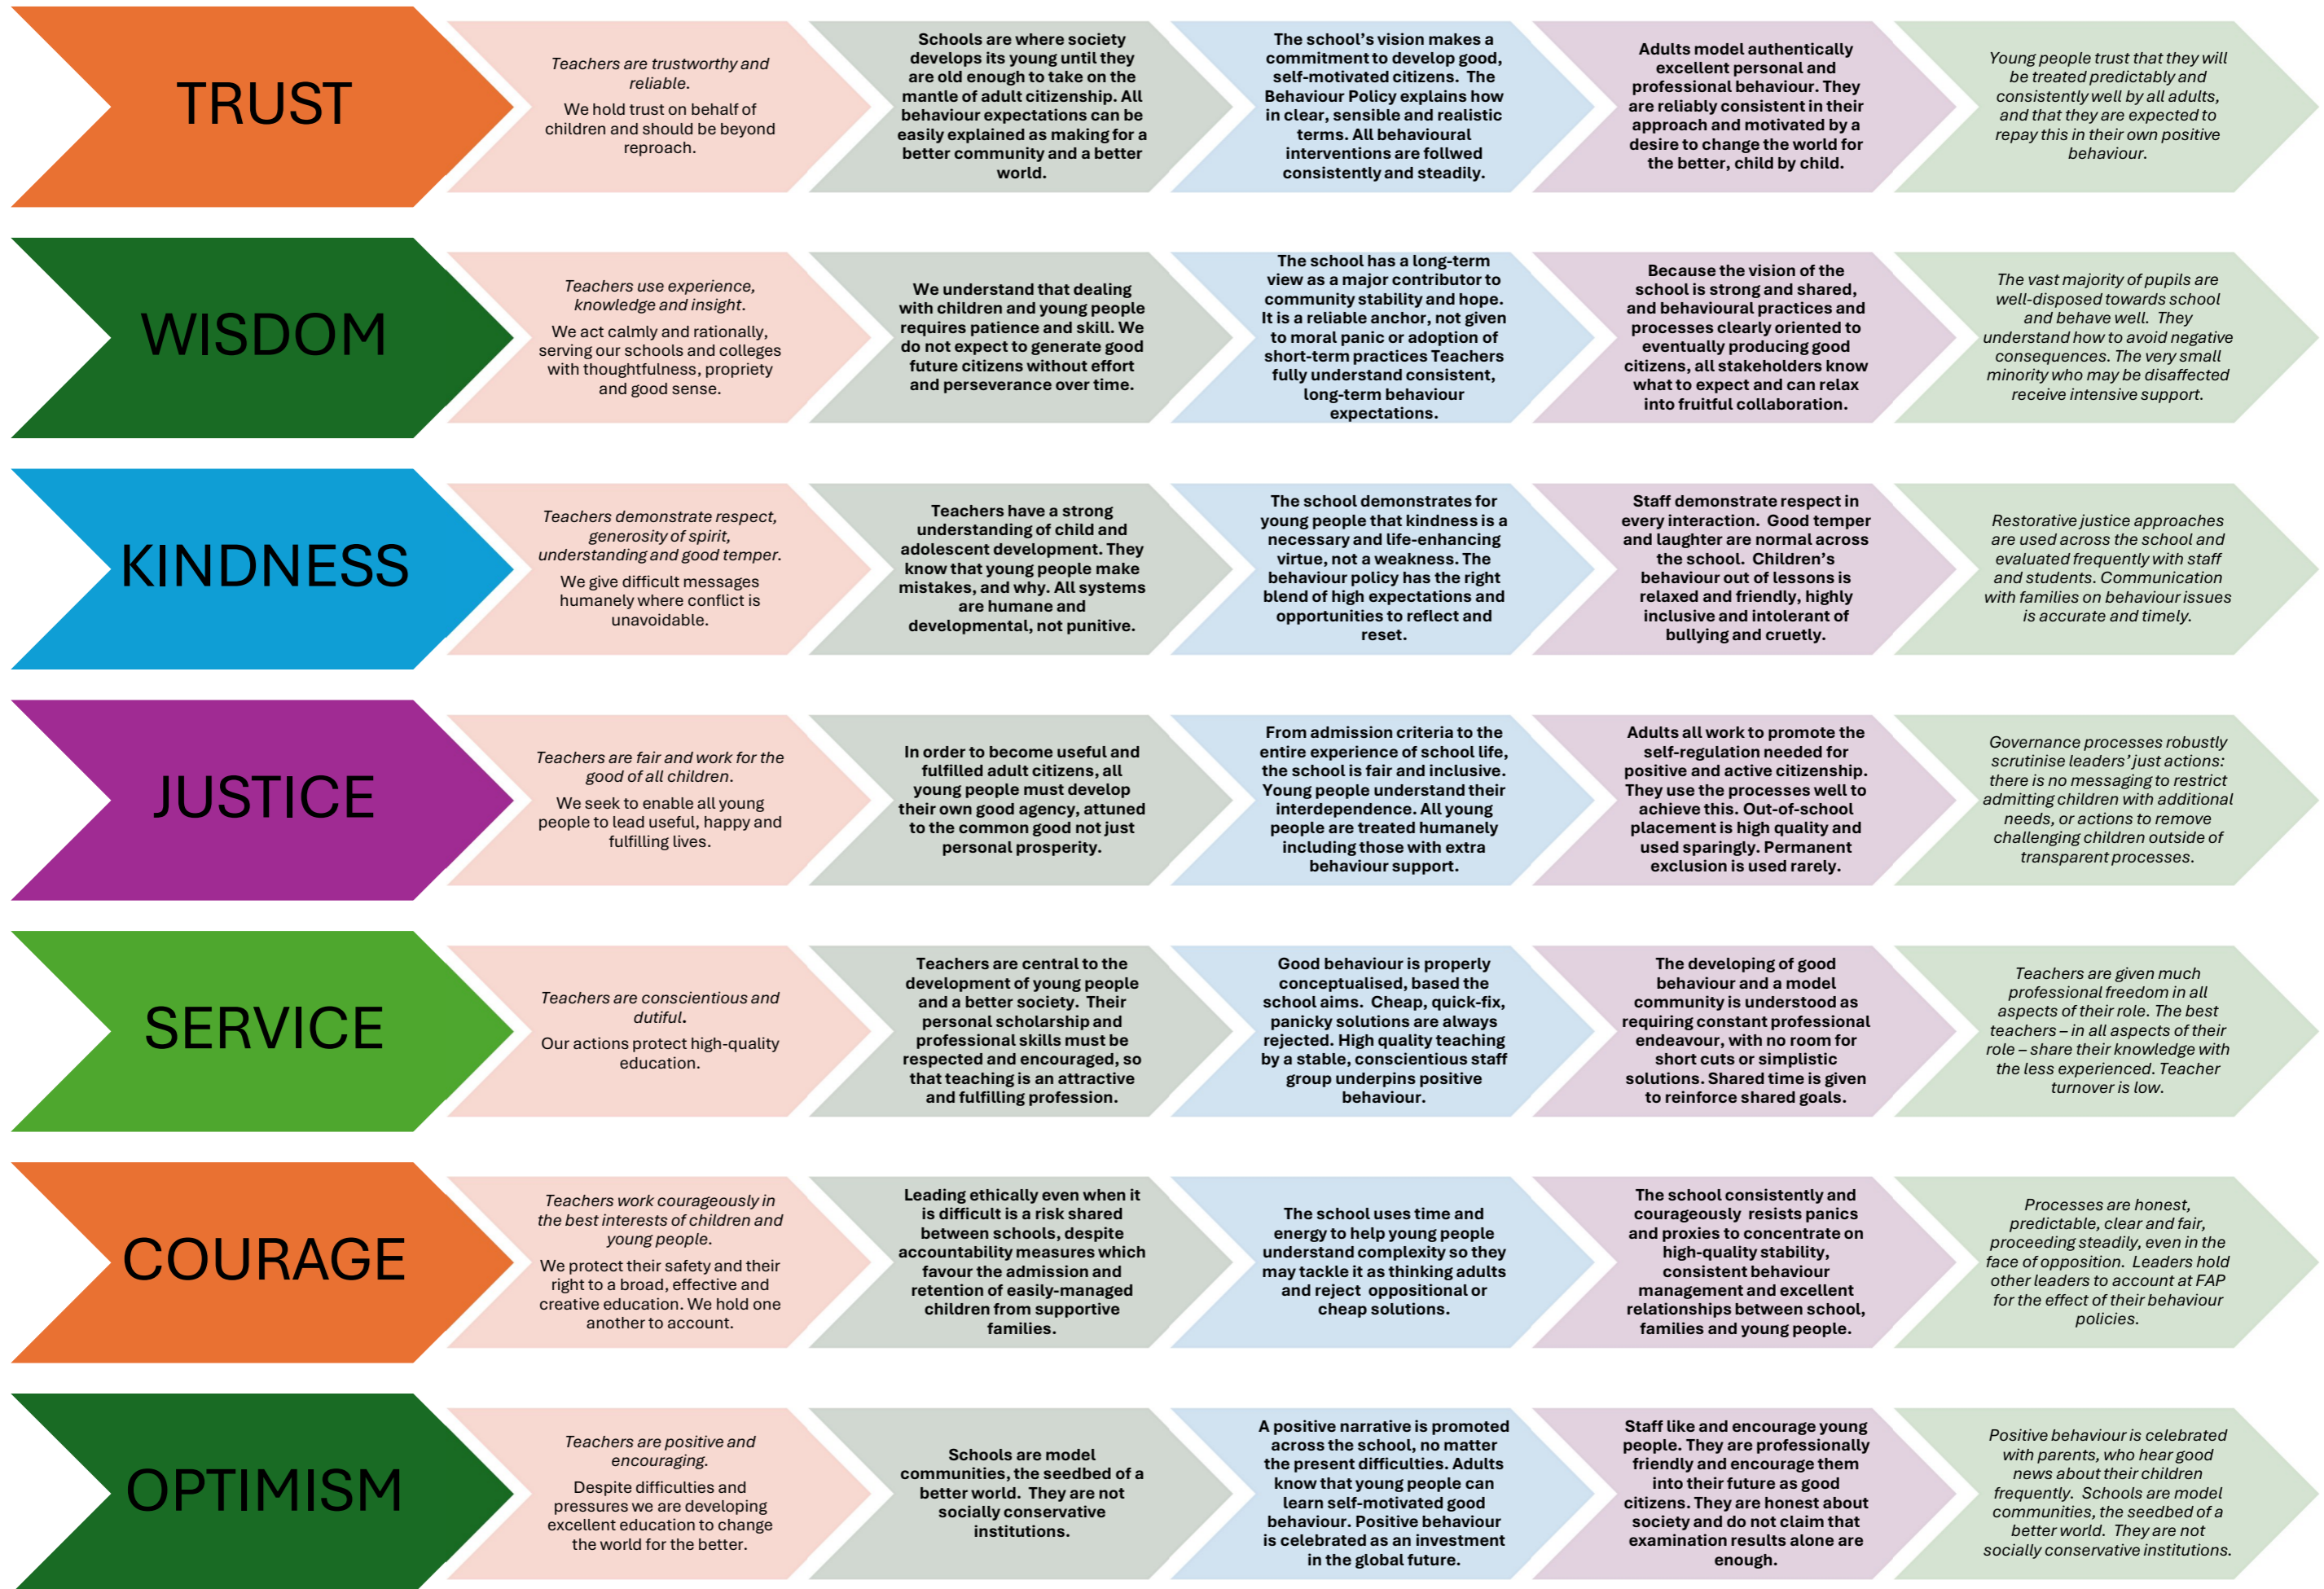 TRUST
Teachers are trustworthy and
reliable.
We hold trust on behalf of
children and should be beyond
reproach.
Schools are where society
develops its young until they
are old enough to take on the
mantle of adult citizenship. All
behaviour expectations can be
easily explained as making for a
better community and a better
world.
The school’s vision makes a
commitment to develop good,
self-motivated citizens.  The
Behaviour Policy explains how
in clear, sensible and realistic
terms. All behavioural
interventions are follwed
consistently and steadily.
Adults model authentically
excellent personal and
professional behaviour. They
are reliably consistent in their
approach and motivated by a
desire to change the world for
the better, child by child.
Young people trust that they will
be treated predictably and
consistently well by all adults,
and that they are expected to
repay this in their own positive
behaviour.
WISDOM
Teachers use experience,
knowledge and insight.
We act calmly and rationally,
serving our schools and colleges
with thoughtfulness, propriety
and good sense.
We understand that dealing
with children and young people
requires patience and skill. We
do not expect to generate good
future citizens without effort
and perseverance over time.
The school has a long-term
view as a major contributor to
community stability and hope.
It is a reliable anchor, not given
to moral panic or adoption of
short-term practices Teachers
fully understand consistent,
long-term behaviour
expectations.
Because the vision of the
school is strong and shared,
and behavioural practices and
processes clearly oriented to
eventually producing good
citizens, all stakeholders know
what to expect and can relax
into fruitful collaboration.
The vast majority of pupils are
well-disposed towards school
and behave well.  They
understand how to avoid negative
consequences. The very small
minority who may be disaffected
receive intensive support.
KINDNESS
Teachers demonstrate respect,
generosity of spirit,
understanding and good temper.
We give difficult messages
humanely where conflict is
unavoidable.
Teachers have a strong
understanding of child and
adolescent development. They
know that young people make
mistakes, and why. All systems
are humane and
developmental, not punitive.
The school demonstrates for
young people that kindness is a
necessary and life-enhancing
virtue, not a weakness. The
behaviour policy has the right
blend of high expectations and
opportunities to reflect and
reset.
Staff demonstrate respect in
every interaction.  Good temper
and laughter are normal across
the school.  Children’s
behaviour out of lessons is
relaxed and friendly, highly
inclusive and intolerant of
bullying and cruetly.
Restorative justice approaches
are used across the school and
evaluated frequently with staff
and students. Communication
with families on behaviour issues
is accurate and timely.
JUSTICE
Teachers are fair and work for the
good of all children.
We seek to enable all young
people to lead useful, happy and
fulfilling lives.
In order to become useful and
fulfilled adult citizens, all
young people must develop
their own good agency, attuned
to the common good not just
personal prosperity.
From admission criteria to the
entire experience of school life,
the school is fair and inclusive.
Young people understand their
interdependence. All young
people are treated humanely
including those with extra
behaviour support.
Adults all work to promote the
self-regulation needed for
positive and active citizenship.
They use the processes well to
achieve this. Out-of-school
placement is high quality and
used sparingly. Permanent
exclusion is used rarely.
Governance processes robustly
scrutinise leaders’ just actions:
there is no messaging to restrict
admitting children with additional
needs, or actions to remove
challenging children outside of
transparent processes.
SERVICE
Teachers are conscientious and
dutiful.
Our actions protect high-quality
education.
Teachers are central to the
development of young people
and a better society.  Their
personal scholarship and
professional skills must be
respected and encouraged, so
that teaching is an attractive
and fulfilling profession.
Good behaviour is properly
conceptualised, based the
school aims.  Cheap, quick-fix,
panicky solutions are always
rejected. High quality teaching
by a stable, conscientious staff
group underpins positive
behaviour.
The developing of good
behaviour and a model
community is understood as
requiring constant professional
endeavour, with no room for
short cuts or simplistic
solutions. Shared time is given
to reinforce shared goals.
Teachers are given much
professional freedom in all
aspects of their role. The best
teachers – in all aspects of their
role – share their knowledge with
the less experienced. Teacher
turnover is low.
COURAGE
Teachers work courageously in
the best interests of children and
young people.
We protect their safety and their
right to a broad, effective and
creative education. We hold one
another to account.
Leading ethically even when it
is difficult is a risk shared
between schools, despite
accountability measures which
favour the admission and
retention of easily-managed
children from supportive
families.
The school uses time and
energy to help young people
understand complexity so they
may tackle it as thinking adults
and reject  oppositional or
cheap solutions.
The school consistently and
courageously  resists panics
and proxies to concentrate on
high-quality stability,
consistent behaviour
management and excellent
relationships between school,
families and young people.
Processes are honest,
predictable, clear and fair,
proceeding steadily, even in the
face of opposition.  Leaders hold
other leaders to account at FAP
for the effect of their behaviour
policies.
OPTIMISM
Teachers are positive and
encouraging.
Despite difficulties and
pressures we are developing
excellent education to change
the world for the better.
Schools are model
communities, the seedbed of a
better world.  They are not
socially conservative
institutions.
A positive narrative is promoted
across the school, no matter
the present difficulties. Adults
know that young people can
learn self-motivated good
behaviour. Positive behaviour
is celebrated as an investment
in the global future.
Staff like and encourage young
people. They are professionally
friendly and encourage them
into their future as good
citizens. They are honest about
society and do not claim that
examination results alone are
enough.
Positive behaviour is celebrated
with parents, who hear good
news about their children
frequently.  Schools are model
communities, the seedbed of a
better world.  They are not
socially conservative institutions.